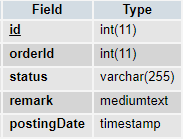 Field Type
id int(11)
orderId int(11)
status varchar(255)
remark mediumtext
postingDate timestamp